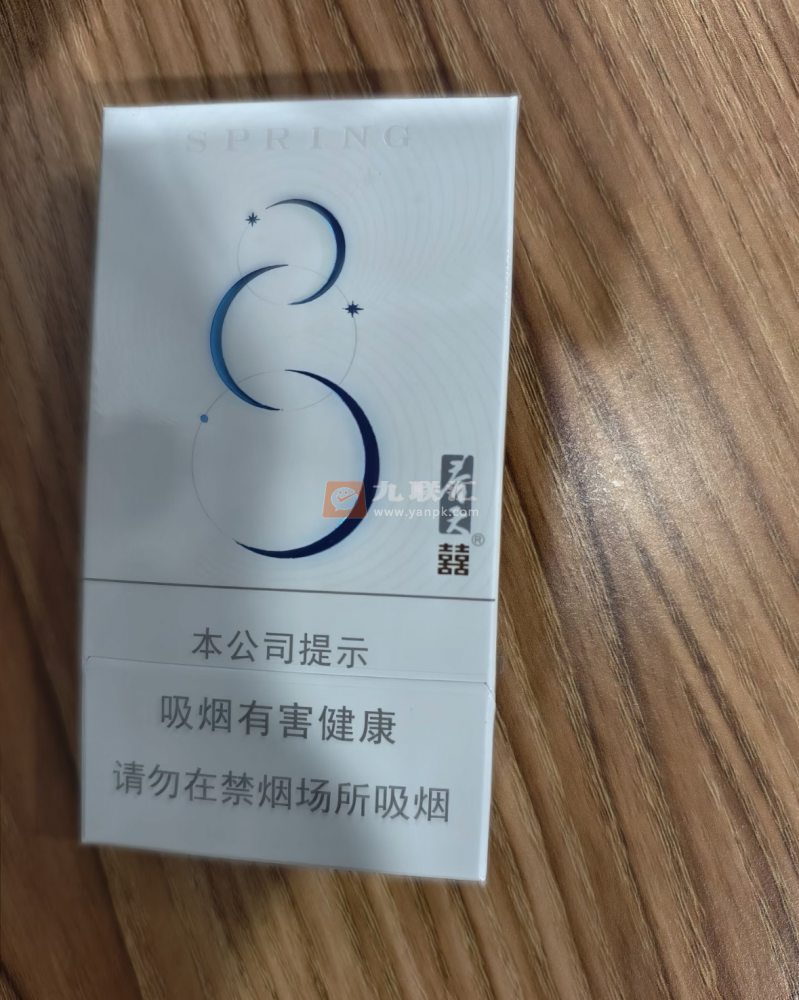 SPRING
九联汇
www.yanpk.com
®
囍
本公司提示
吸烟有害健康
请勿在禁烟场所吸烟